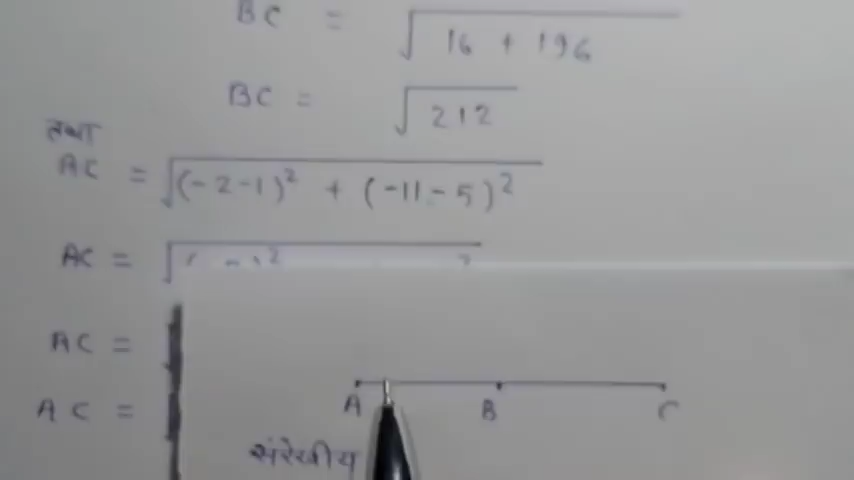 BC = √16 + 196
BC = √212
तथा
AC = √(-2-1)² + (-11-5)²
AC =
AC =
AC =
A B C
संरेखीय